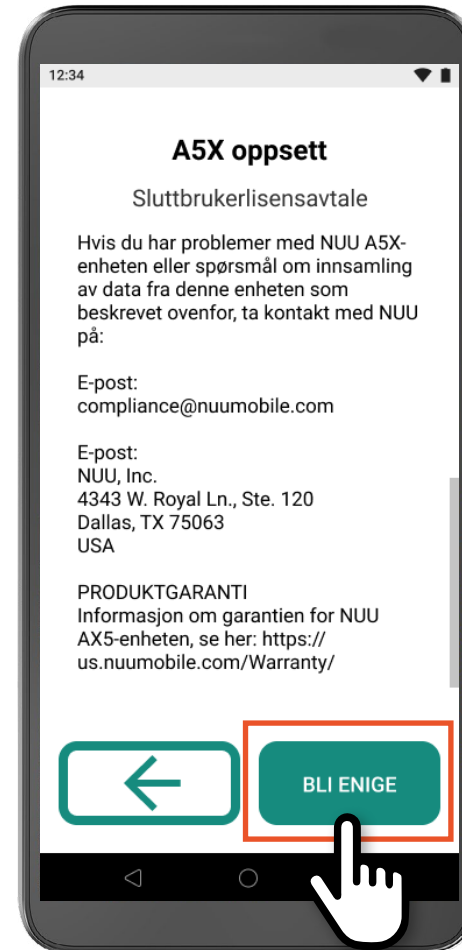 12:34
A5X oppsett
Sluttbrukerlisensavtale
Hvis du har problemer med NUU A5X-
enheten eller spørsmål om innsamling
av data fra denne enheten som
beskrevet ovenfor, ta kontakt med NUU
på:
E-post:
compliance@nuumobile.com
E-post:
NUU, Inc.
4343 W. Royal Ln., Ste. 120
Dallas, TX 75063
USA
PRODUKTGARANTI
Informasjon om garantien for NUU
AX5-enheten, se her: https://
us.nuumobile.com/Warranty/
BLI ENIGE